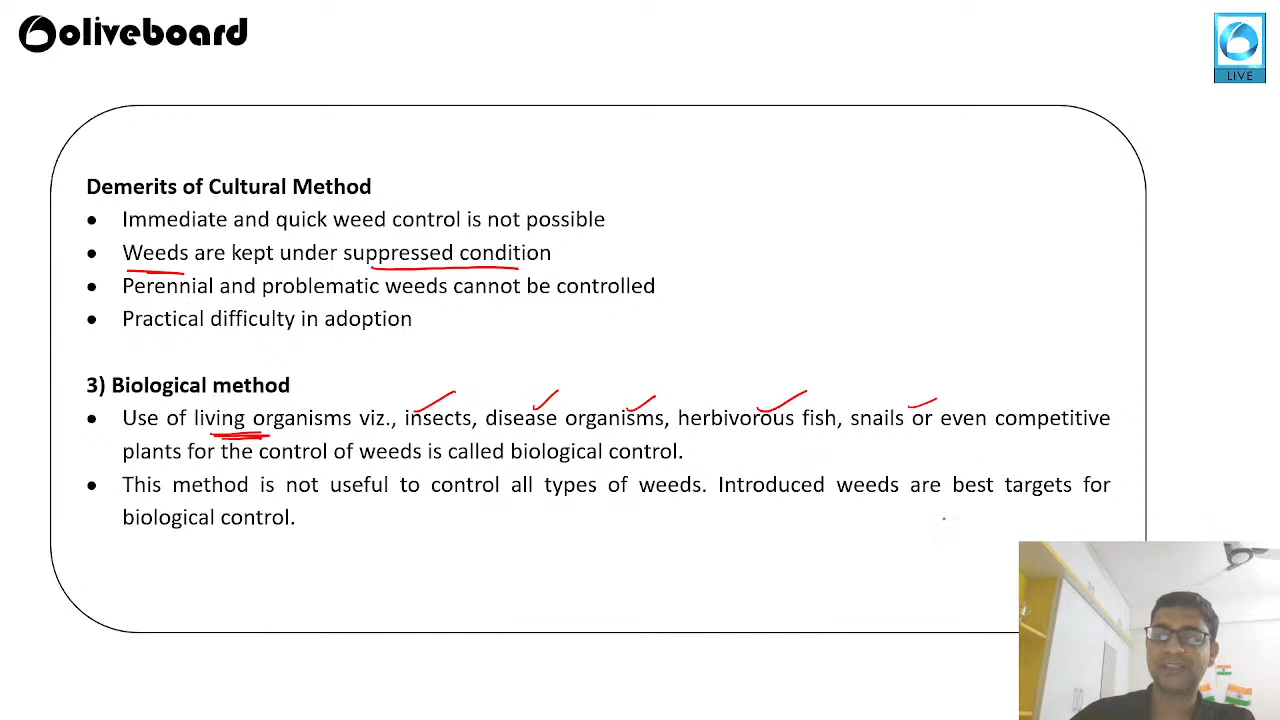 oliveboard
LIVE
Demerits of Cultural Method
• Immediate and quick weed control is not possible
• Weeds are kept under suppressed condition
• Perennial and problematic weeds cannot be controlled
• Practical difficulty in adoption
3) Biological method
• Use of living organisms viz., insects, disease organisms, herbivorous fish, snails or even competitive
plants for the control of weeds is called biological control.
• This method is not useful to control all types of weeds. Introduced weeds are best targets for
biological control.